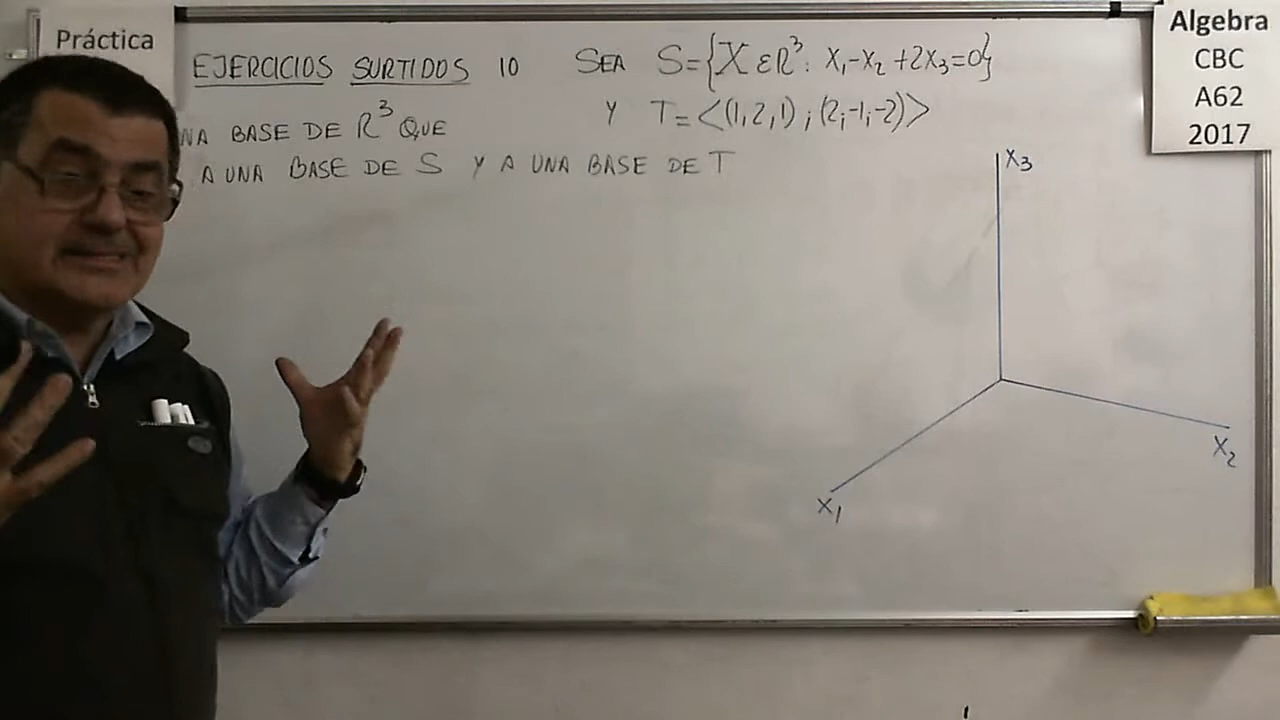 Práctica
EJERCICIOS SURTIDOS 10 SEA S={X ∈ R³: x₁-x₂+2x₃=0}
Y T=<(1,2,1);(2,-1,-2)>
NA BASE DE R³ QUE
A UNA BASE DE S Y A UNA BASE DE T
x₃
x₂
x₁
Algebra
CBC
A62
2017